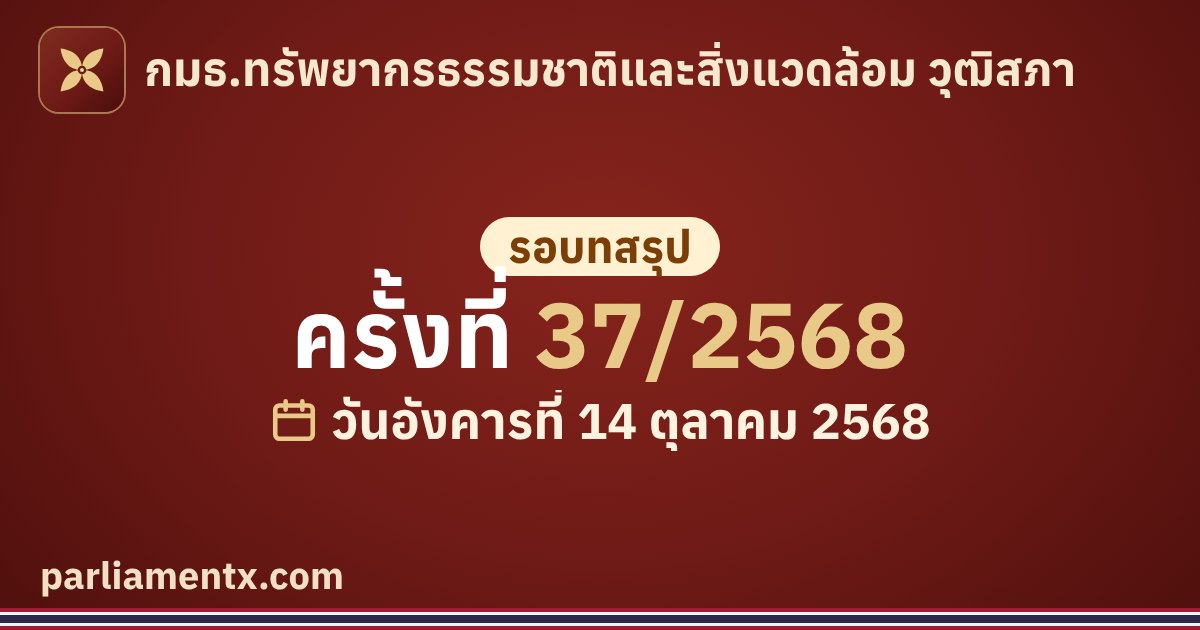 กมธ.ทรัพยากรธรรมชาติและสิ่งแวดล้อม วุฒิสภา
รอบทสรุป
ครั้งที่ 37/2568
วันอังคารที่ 14 ตุลาคม 2568
parliamentx.com